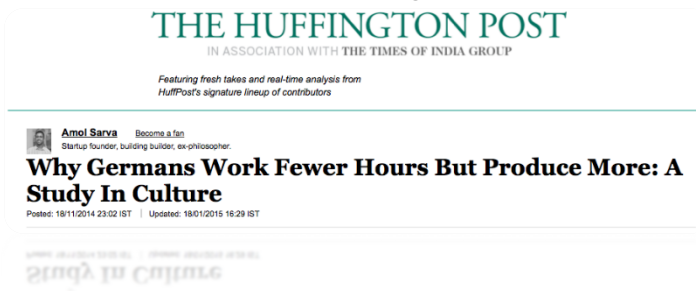 THE HUFFINGTON POST
IN ASSOCIATION WITH THE TIMES OF INDIA GROUP
Featuring fresh takes and real-time analysis from
HuffPost's signature lineup of contributors
Amol Sarva Become a fan
Startup founder, building builder, ex-philosopher.
Why Germans Work Fewer Hours But Produce More: A
Study In Culture
Posted: 18/11/2014 23:02 IST | Updated: 18/01/2015 16:29 IST